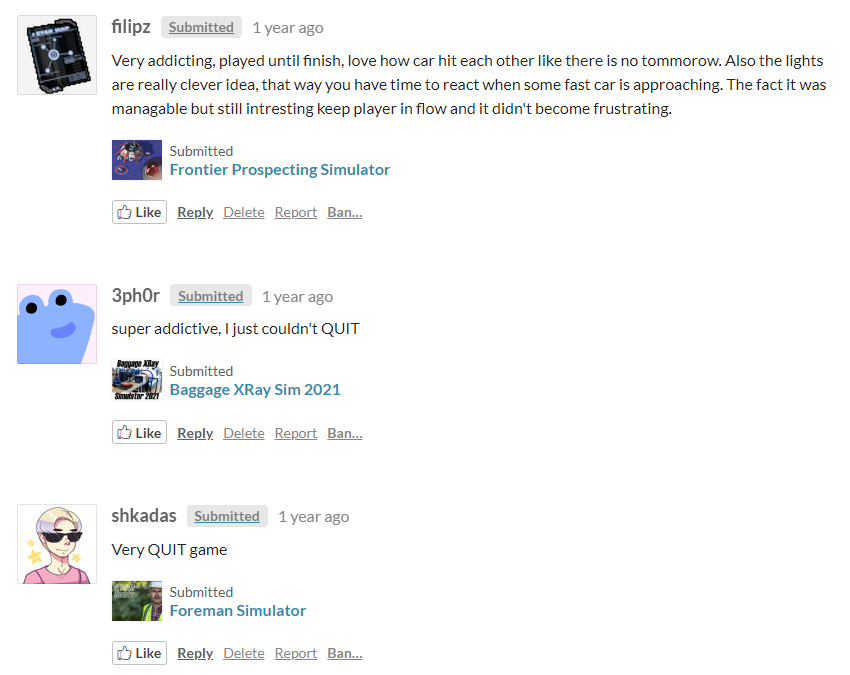 filipz Submitted 1 year ago
Very addicting, played until finish, love how car hit each other like there is no tommorow. Also the lights
are really clever idea, that way you have time to react when some fast car is approaching. The fact it was
managable but still intresting keep player in flow and it didn't become frustrating.
Submitted
Frontier Prospecting Simulator
Like Reply Delete Report Ban...
3ph0r Submitted 1 year ago
super addictive, I just couldn't QUIT
Baggage XRay
Simulator 2021
Submitted
Baggage XRay Sim 2021
Like Reply Delete Report Ban...
shkadas Submitted 1 year ago
Very QUIT game
Submitted
Foreman Simulator
Like Reply Delete Report Ban...